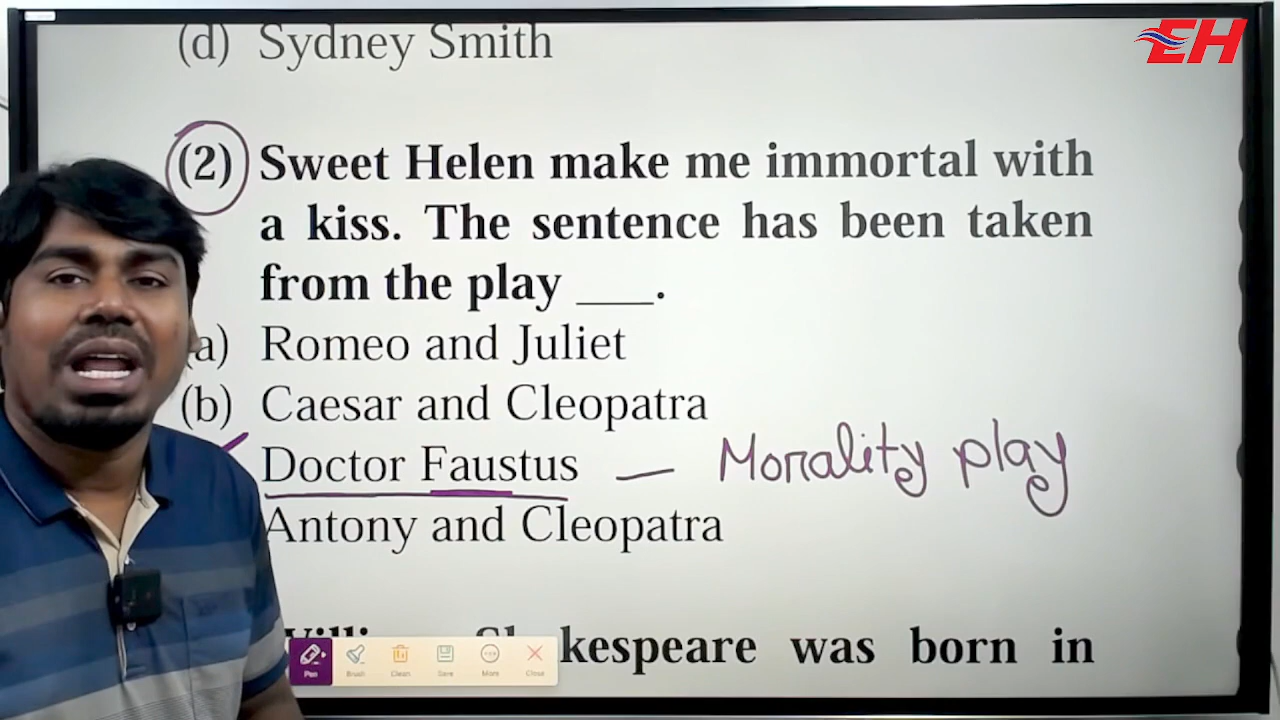 EH
(d) Sydney Smith
(2) Sweet Helen make me immortal with
a kiss. The sentence has been taken
from the play ___.
a) Romeo and Juliet
(b) Caesar and Cleopatra
Doctor Faustus — Morality play
Antony and Cleopatra
kespeare was born in
Pen Brush Clean Save More Close